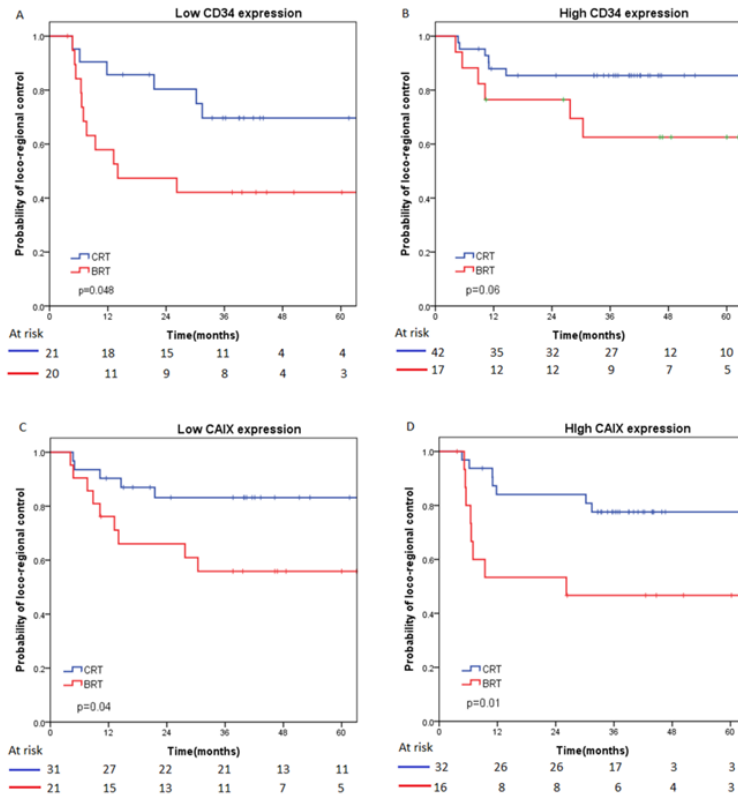 A
Low CD34 expression
Probability of loco-regional control
1.0
0.8
0.6
0.4
0.2
0.0
CRT
BRT
p=0.048
0 12 24 36 48 60
Time(months)
At risk
21 18 15 11 4 4
20 11 9 8 4 3
B
High CD34 expression
Probability of loco-regional control
1.0
0.8
0.6
0.4
0.2
0.0
CRT
BRT
p=0.06
0 12 24 36 48 60
Time(months)
At risk
42 35 32 27 12 10
17 12 12 9 7 5
C
Low CAIX expression
Probability of loco-regional control
1.0
0.8
0.6
0.4
0.2
0.0
CRT
BRT
p=0.04
0 12 24 36 48 60
Time(months)
At risk
31 27 22 21 13 11
21 15 13 11 7 5
D
HIgh CAIX expression
Probability of loco-regional control
1.0
0.8
0.6
0.4
0.2
0.0
CRT
BRT
p=0.01
0 12 24 36 48 60
Time(months)
At risk
32 26 26 17 3 3
16 8 8 6 4 3